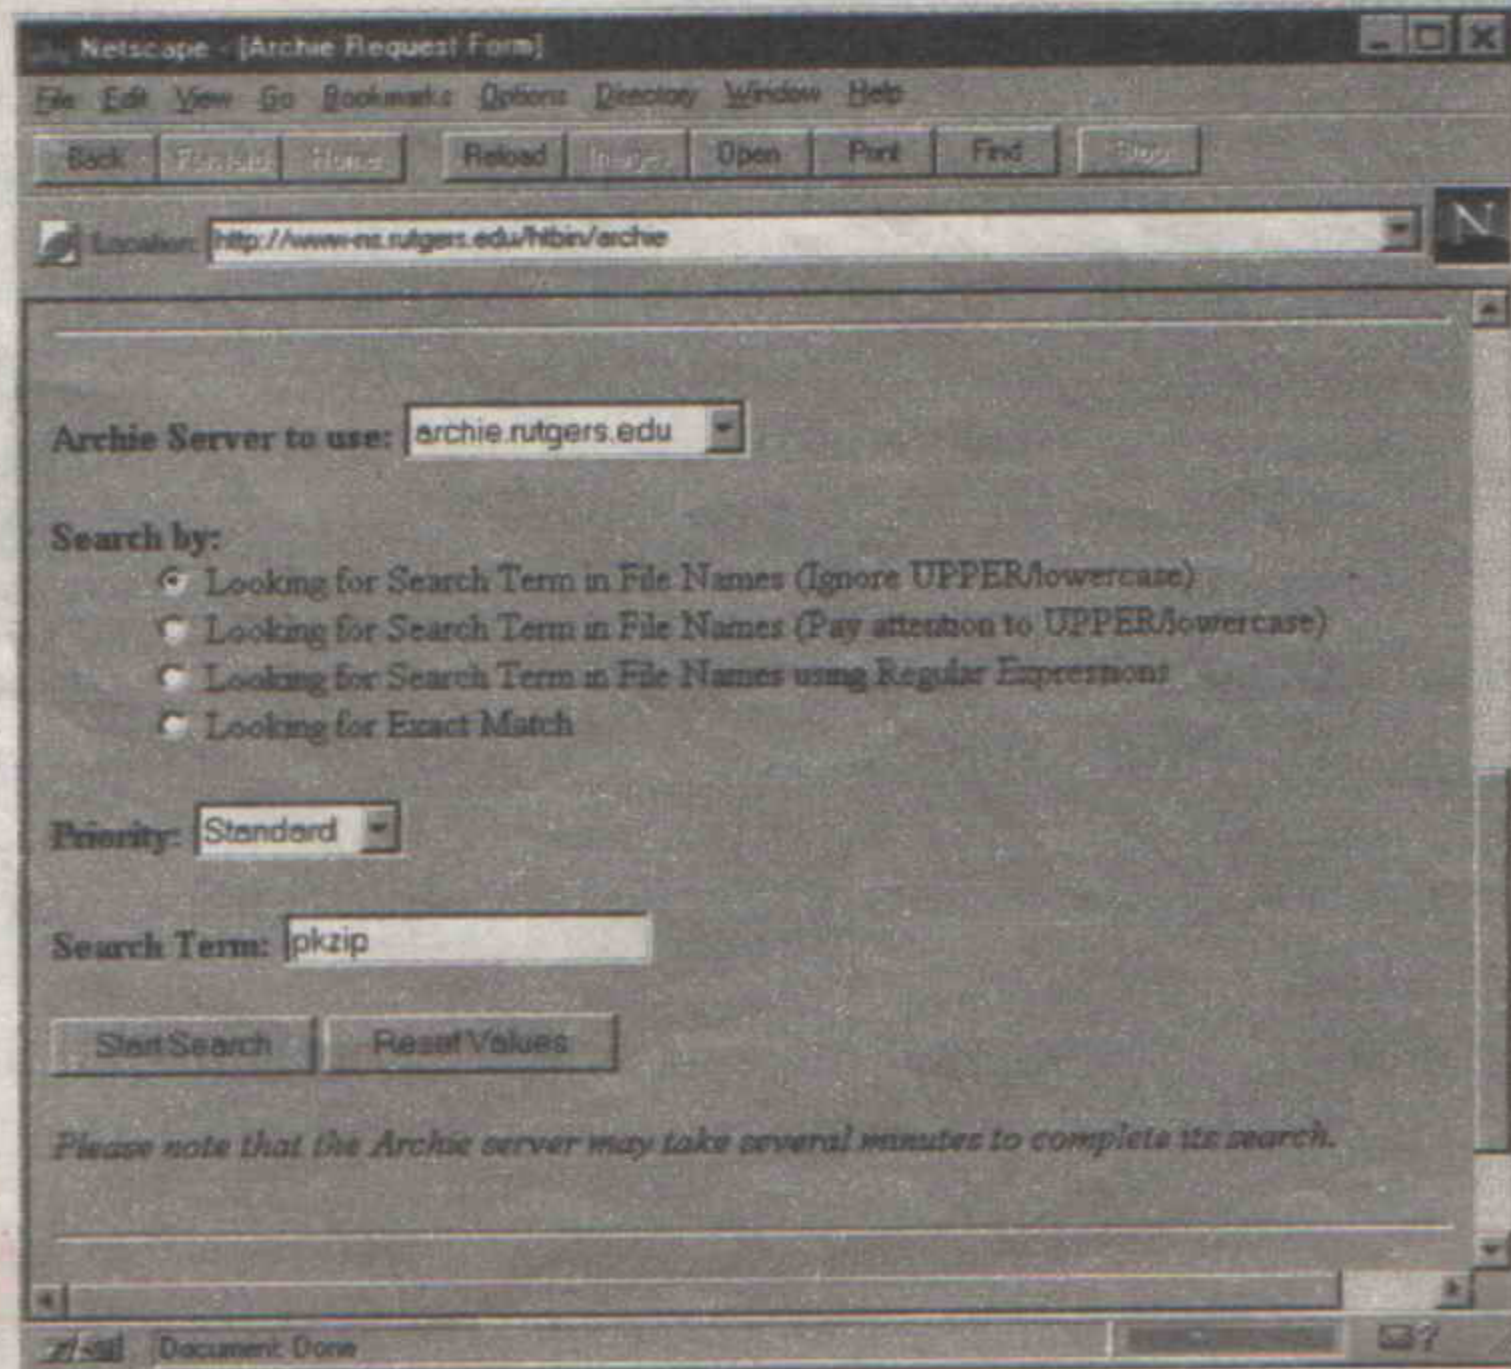 Netscape - [Archie Request Form]
File Edit View Go Bookmarks Options Directory Window Help
Back Forward Home Reload Images Open Print Find Stop
Location: http://www-ns.rutgers.edu/htbin/archie
N
Archie Server to use: archie.rutgers.edu
Search by:
Looking for Search Term in File Names (Ignore UPPER/lowercase)
Looking for Search Term in File Names (Pay attention to UPPER/lowercase)
Looking for Search Term in File Names using Regular Expressions
Looking for Exact Match
Priority: Standard
Search Term: pkzip
Start Search Reset Values
Please note that the Archie server may take several minutes to complete its search.
Document: Done
?